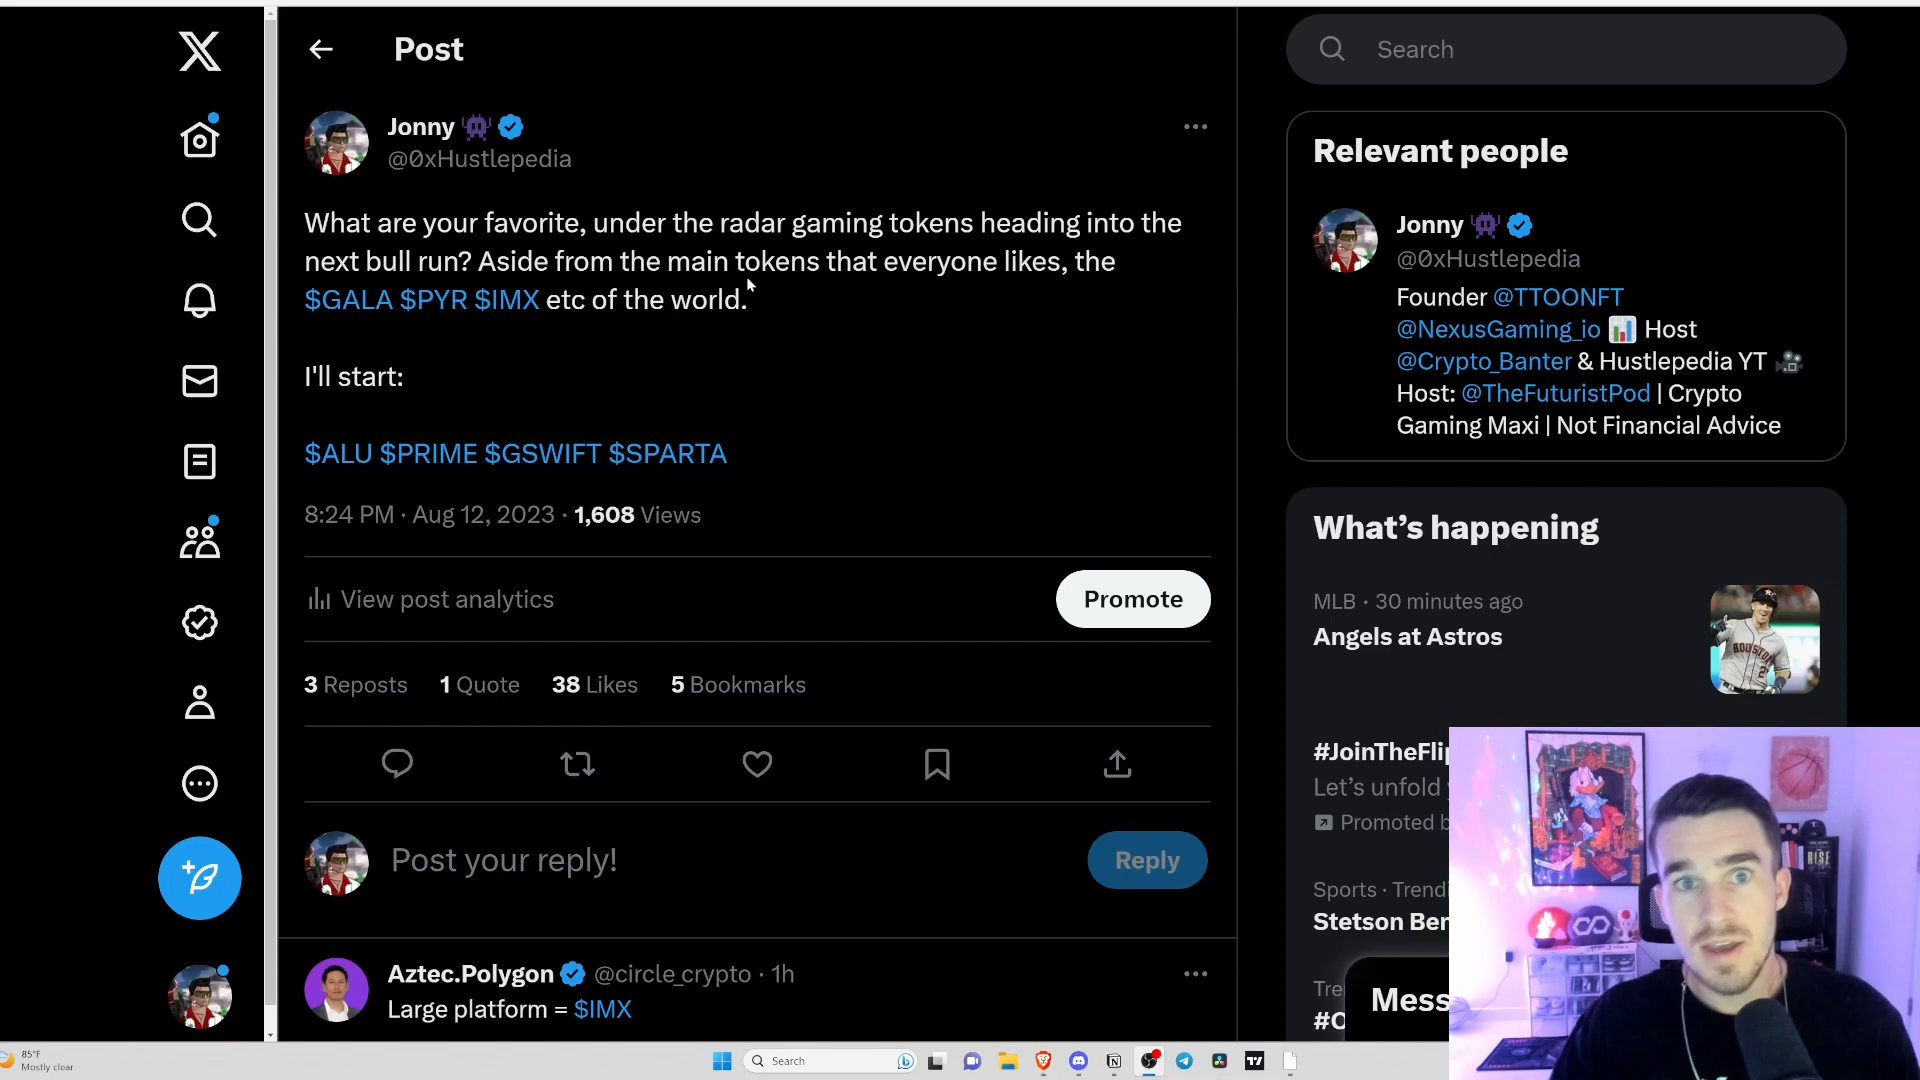 Post
Search
Jonny
@0xHustlepedia
What are your favorite, under the radar gaming tokens heading into the
next bull run? Aside from the main tokens that everyone likes, the
$GALA $PYR $IMX etc of the world.
I'll start:
$ALU $PRIME $GSWIFT $SPARTA
8:24 PM · Aug 12, 2023 · 1,608 Views
View post analytics
Promote
3 Reposts 1 Quote 38 Likes 5 Bookmarks
Post your reply!
Reply
Aztec.Polygon @circle_crypto · 1h
Large platform = $IMX
Relevant people
Jonny
@0xHustlepedia
Founder @TTOONFT
@NexusGaming_io Host
@Crypto_Banter & Hustlepedia YT
Host: @TheFuturistPod | Crypto
Gaming Maxi | Not Financial Advice
What's happening
MLB · 30 minutes ago
Angels at Astros
HOUSTON
#JoinTheFlip
Let's unfold
Promoted b
Sports · Trendi
Stetson Ben
Tre
Mess
RISE
85°F
Mostly clear
Search